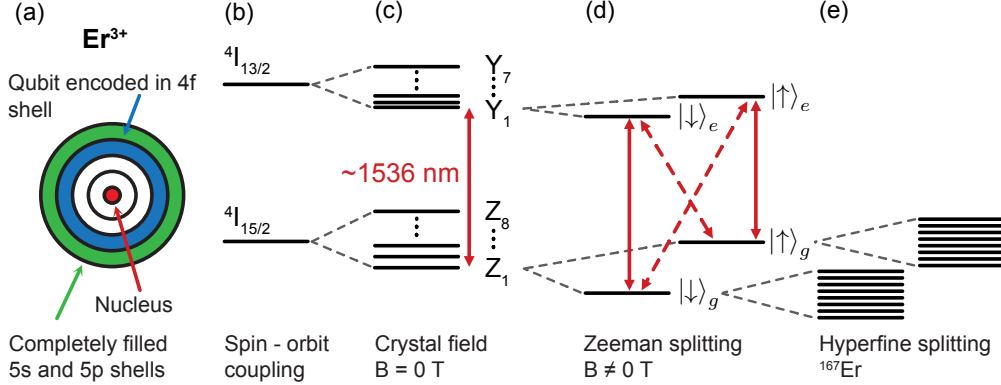 (a)
Er³⁺
Qubit encoded in 4f
shell
Nucleus
Completely filled
5s and 5p shells
(b)
⁴I₁₃/₂
⁴I₁₅/₂
Spin - orbit
coupling
(c)
Y₇
Y₁
~1536 nm
Z₈
Z₁
Crystal field
B = 0 T
(d)
|↑⟩ₑ
|↓⟩ₑ
|↑⟩g
|↓⟩g
Zeeman splitting
B ≠ 0 T
(e)
Hyperfine splitting
¹⁶⁷Er